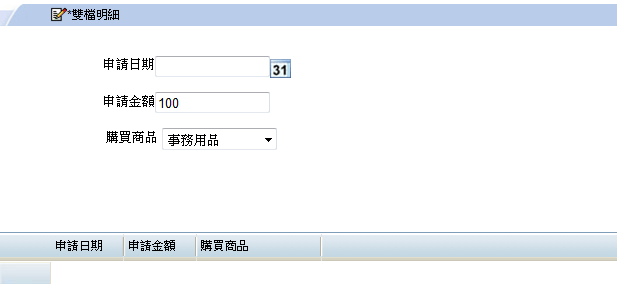 *雙檔明細
申請日期 31
申請金額 100
購買商品 事務用品
申請日期 申請金額 購買商品